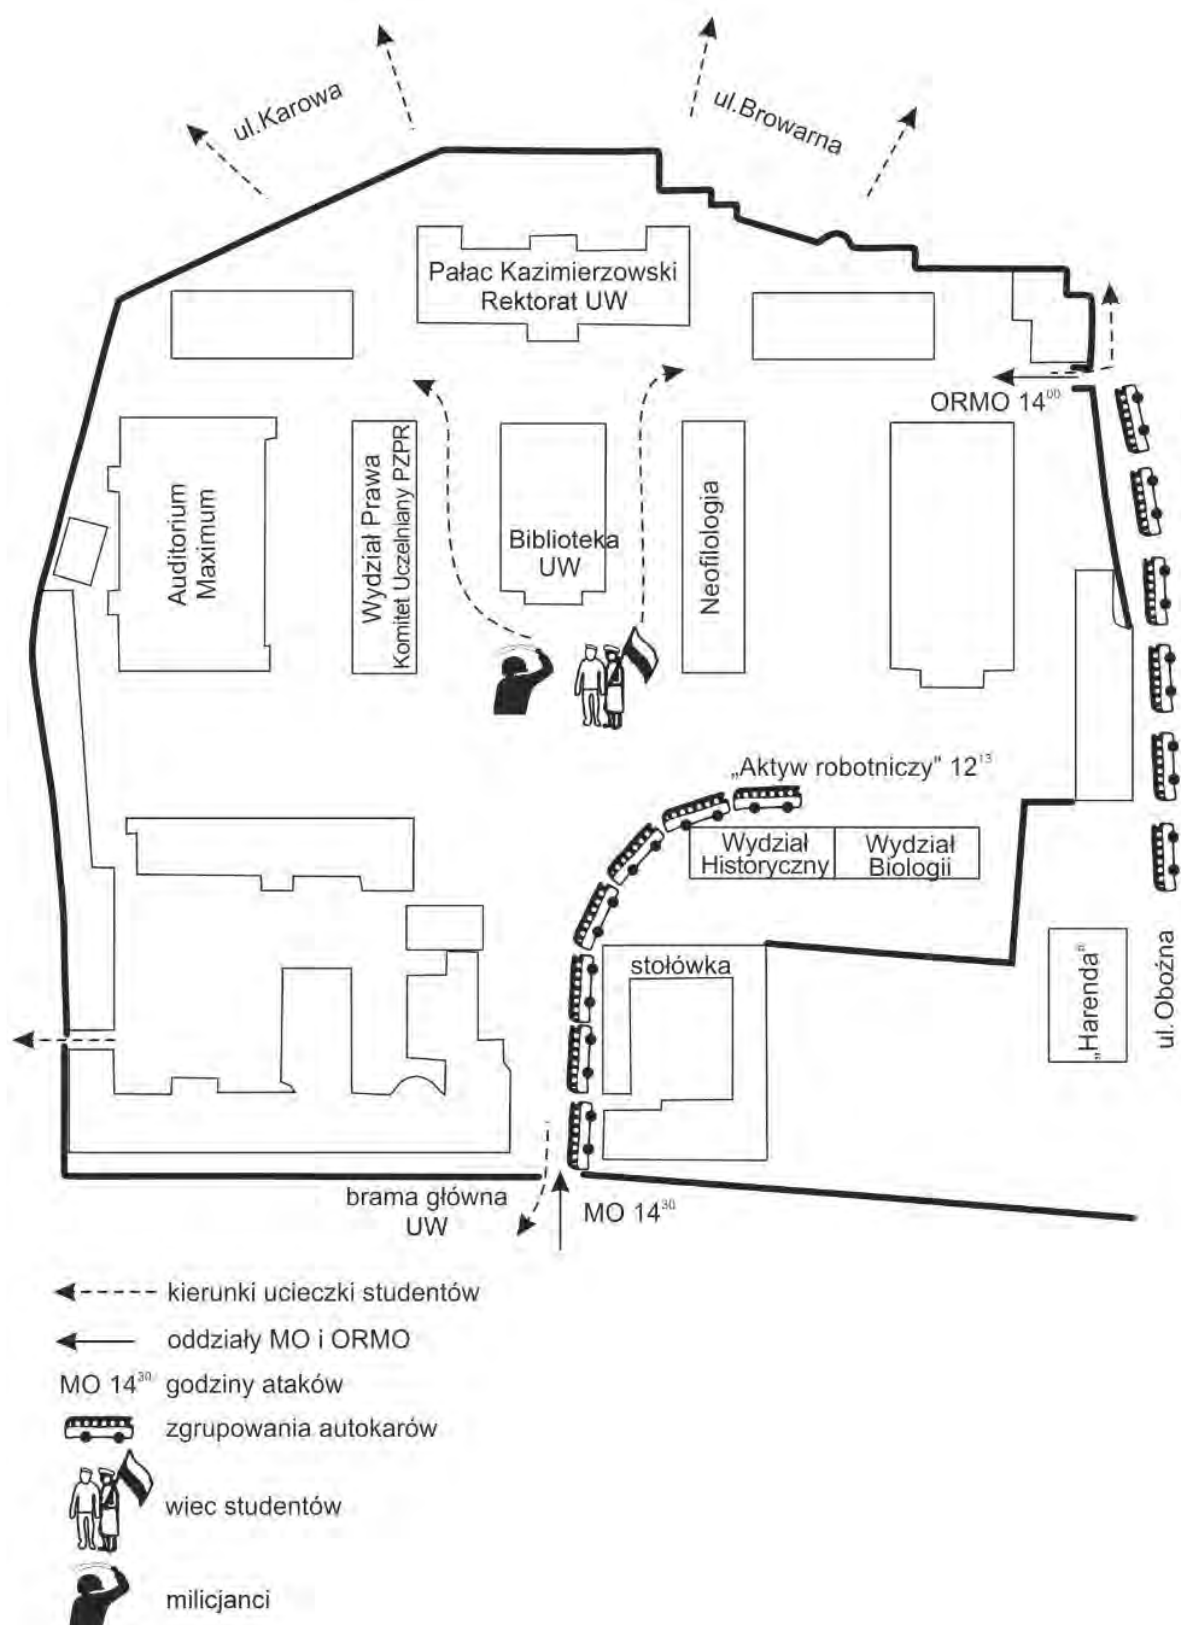 ul.Karowa
ul.Browarna
Pałac Kazimierzowski
Rektorat UW
ORMO 14⁰⁰
Auditorium
Maximum
Wydział Prawa
Komitet Uczelniany PZPR
Biblioteka
UW
Neofilologia
„Aktyw robotniczy” 12¹³
Wydział
Historyczny
Wydział
Biologii
stołówka
„Harenda”
ul.Oboźna
brama główna
UW
MO 14³⁰
kierunki ucieczki studentów
oddziały MO i ORMO
MO 14³⁰ godziny ataków
zgrupowania autokarów
wiec studentów
milicjanci